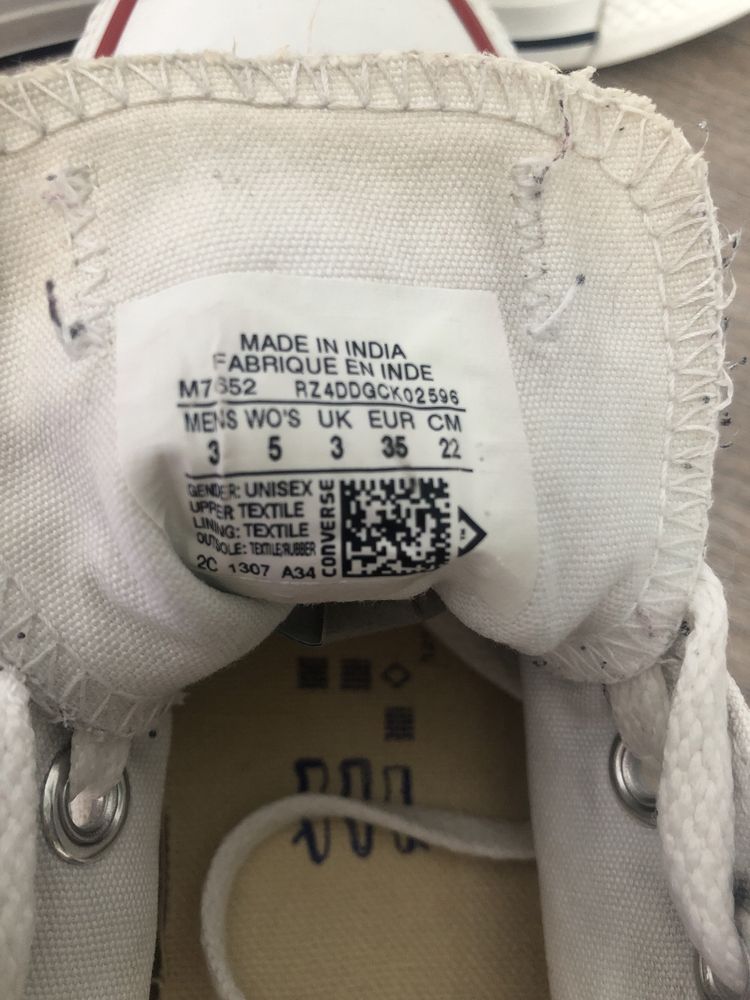 MADE IN INDIA
FABRIQUE EN INDE
M7652 RZ4DDGCK02596
MEN'S WO'S UK EUR CM
3 5 3 35 22
GENDER: UNISEX
UPPER TEXTILE
LINING: TEXTILE
OUTSOLE: TEXTILE/RUBBER
2C 1307 A34
CONVERSE